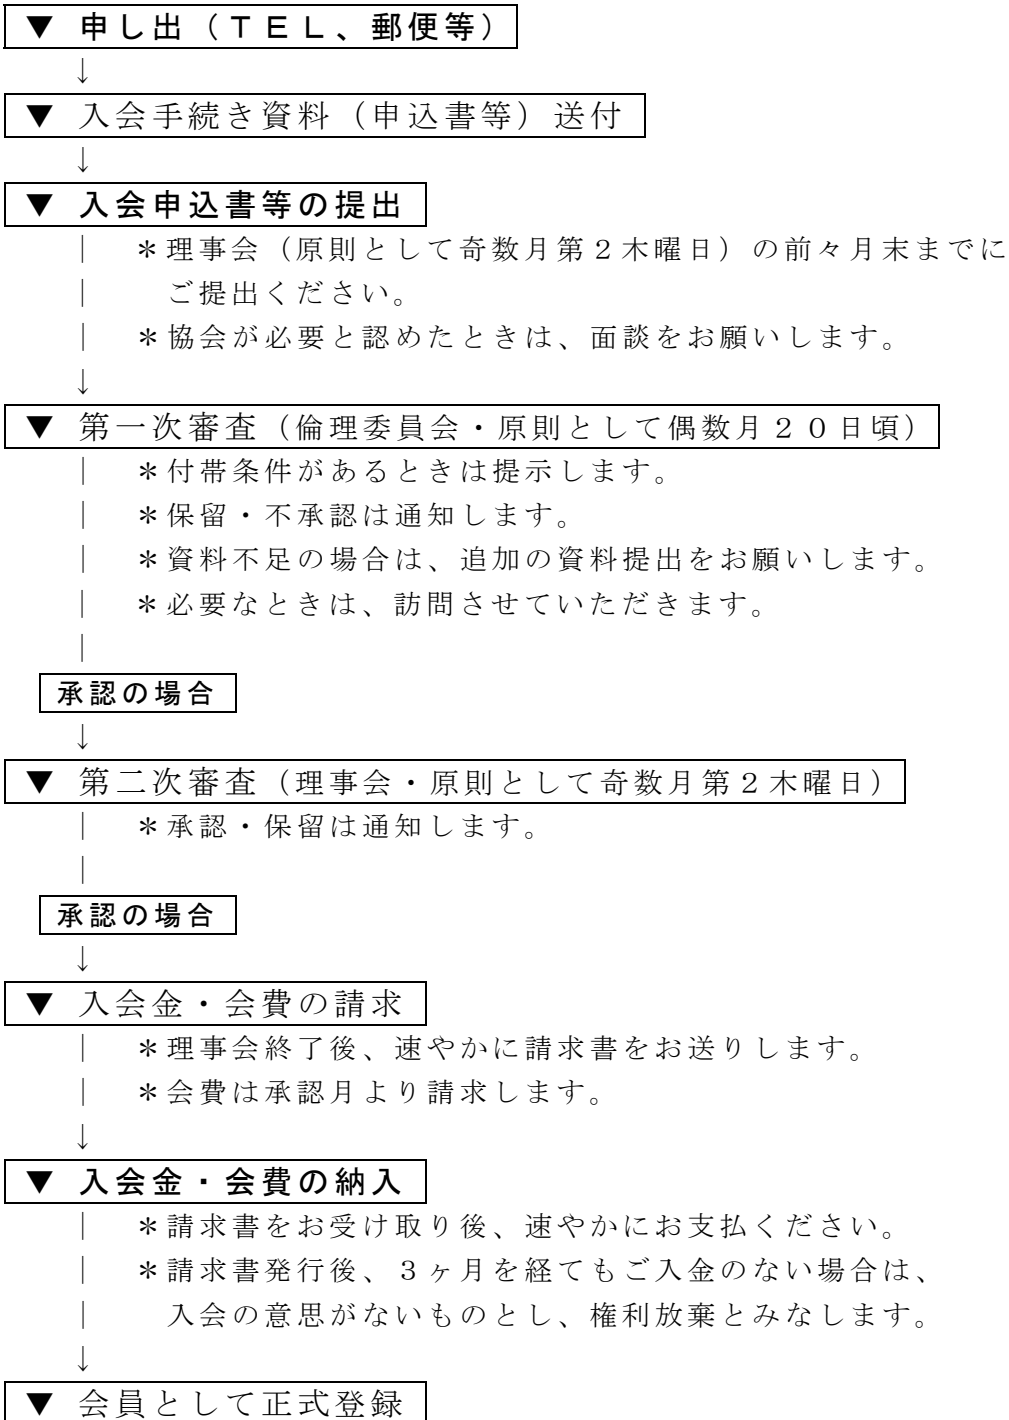 ▼ 申し出（ＴＥＬ、郵便等）
↓
▼ 入会手続き資料（申込書等）送付
↓
▼ 入会申込書等の提出
｜ ＊理事会（原則として奇数月第２木曜日）の前々月末までに
｜ ご提出ください。
｜ ＊協会が必要と認めたときは、面談をお願いします。
↓
▼ 第一次審査（倫理委員会・原則として偶数月２０日頃）
｜ ＊付帯条件があるときは提示します。
｜ ＊保留・不承認は通知します。
｜ ＊資料不足の場合は、追加の資料提出をお願いします。
｜ ＊必要なときは、訪問させていただきます。
｜
承認の場合
↓
▼ 第二次審査（理事会・原則として奇数月第２木曜日）
｜ ＊承認・保留は通知します。
｜
承認の場合
↓
▼ 入会金・会費の請求
｜ ＊理事会終了後、速やかに請求書をお送りします。
｜ ＊会費は承認月より請求します。
↓
▼ 入会金・会費の納入
｜ ＊請求書をお受け取り後、速やかにお支払ください。
｜ ＊請求書発行後、３ヶ月を経てもご入金のない場合は、
｜ 入会の意思がないものとし、権利放棄とみなします。
↓
▼ 会員として正式登録